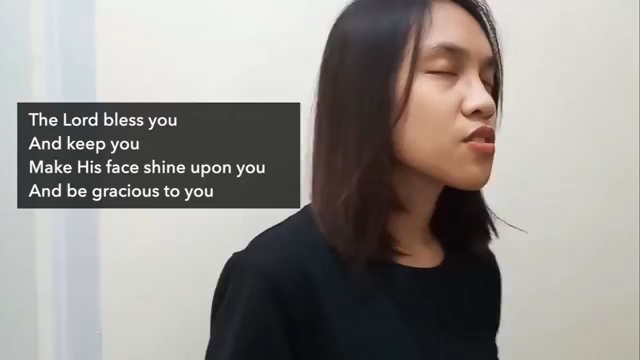 The Lord bless you
And keep you
Make His face shine upon you
And be gracious to you